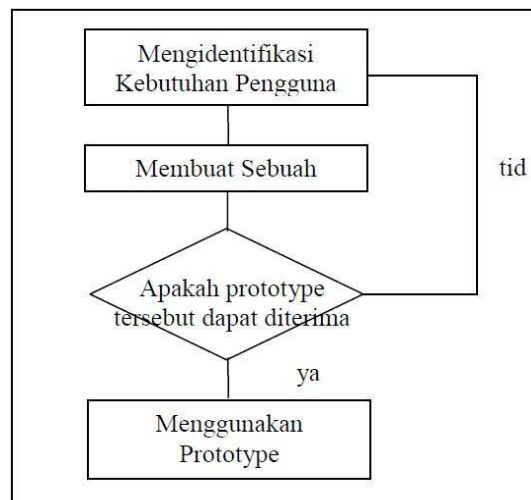 Mengidentifikasi
Kebutuhan Pengguna
Membuat Sebuah
tid
Apakah prototype
tersebut dapat diterima
ya
Menggunakan
Prototype